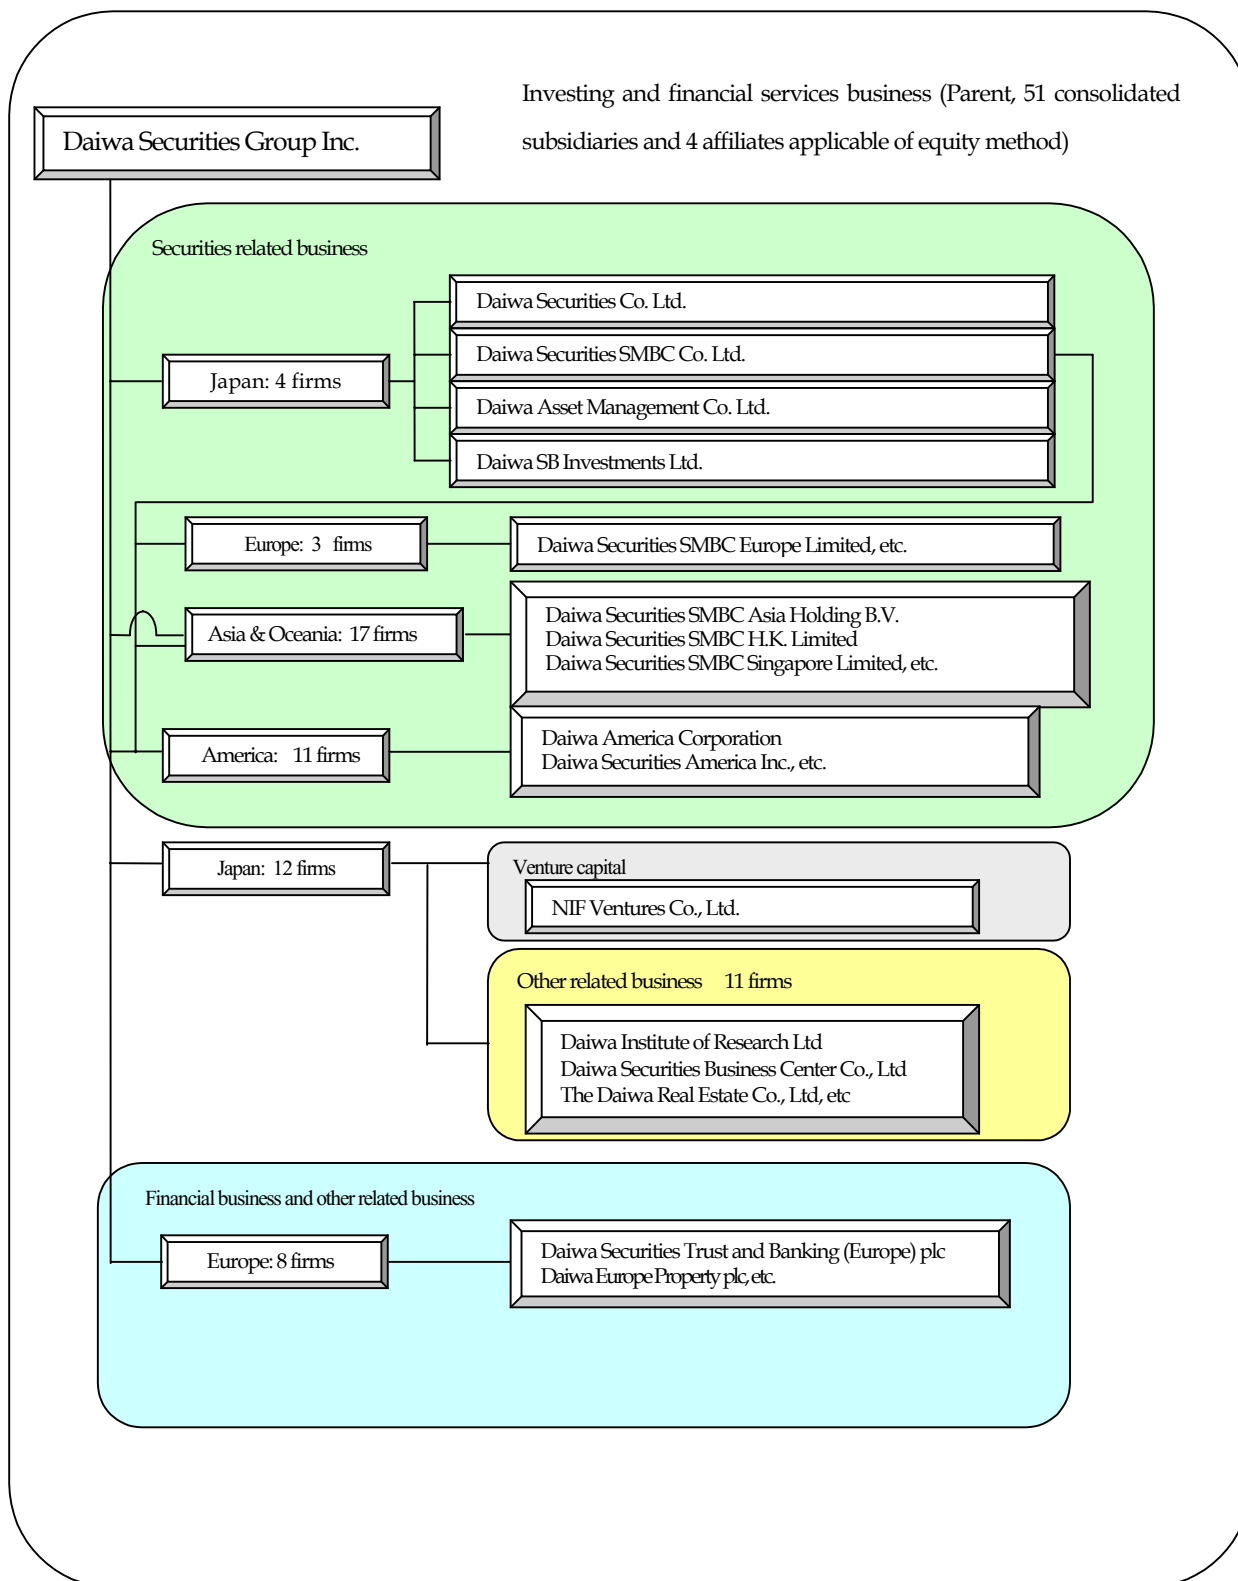 Daiwa Securities Group Inc.
Investing and financial services business (Parent, 51 consolidated
subsidiaries and 4 affiliates applicable of equity method)
Securities related business
Japan: 4 firms
Daiwa Securities Co. Ltd.
Daiwa Securities SMBC Co. Ltd.
Daiwa Asset Management Co. Ltd.
Daiwa SB Investments Ltd.
Europe: 3 firms
Daiwa Securities SMBC Europe Limited, etc.
Asia & Oceania: 17 firms
Daiwa Securities SMBC Asia Holding B.V.
Daiwa Securities SMBC H.K. Limited
Daiwa Securities SMBC Singapore Limited, etc.
America: 11 firms
Daiwa America Corporation
Daiwa Securities America Inc., etc.
Japan: 12 firms
Venture capital
NIF Ventures Co., Ltd.
Other related business 11 firms
Daiwa Institute of Research Ltd
Daiwa Securities Business Center Co., Ltd
The Daiwa Real Estate Co., Ltd, etc
Financial business and other related business
Europe: 8 firms
Daiwa Securities Trust and Banking (Europe) plc
Daiwa Europe Property plc, etc.